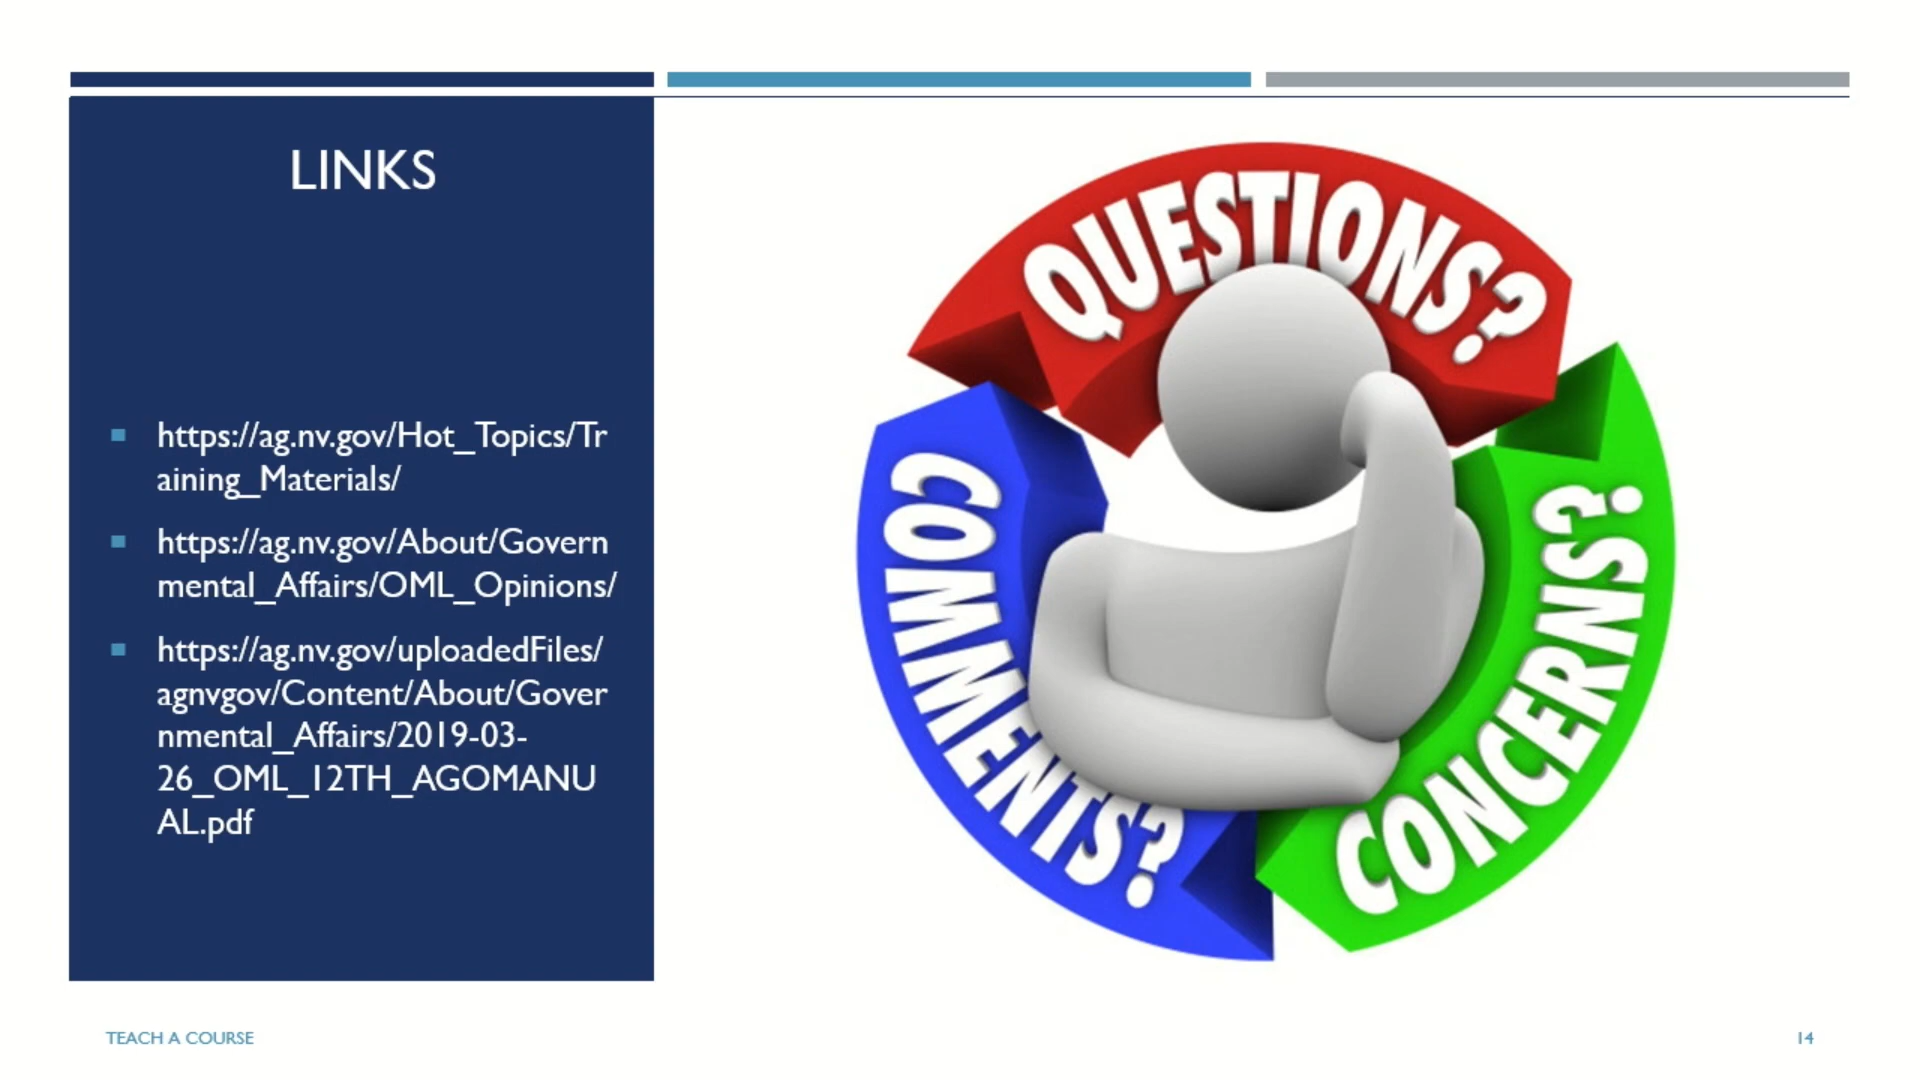 LINKS
https://ag.nv.gov/Hot_Topics/Tr
aining_Materials/
https://ag.nv.gov/About/Govern
mental_Affairs/OML_Opinions/
https://ag.nv.gov/uploadedFiles/
agnvgov/Content/About/Gover
nmental_Affairs/2019-03-
26_OML_12TH_AGOMANU
AL.pdf
QUESTIONS?
CONCERNS?
COMMENTS?
TEACH A COURSE
14